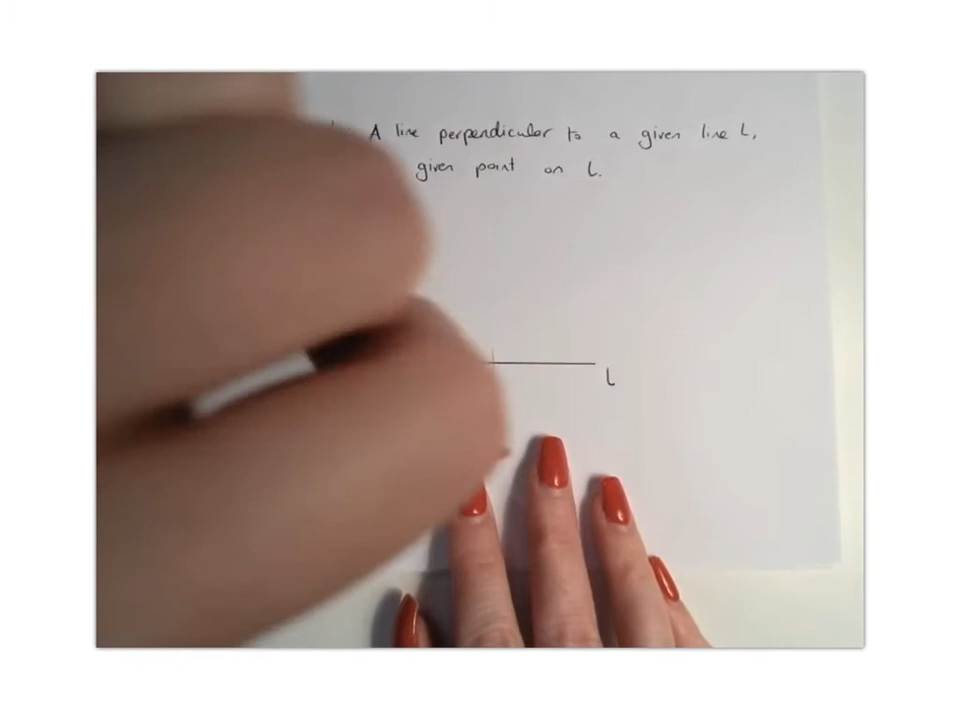 A line perpendicular to a given line L,
given point on L.
L